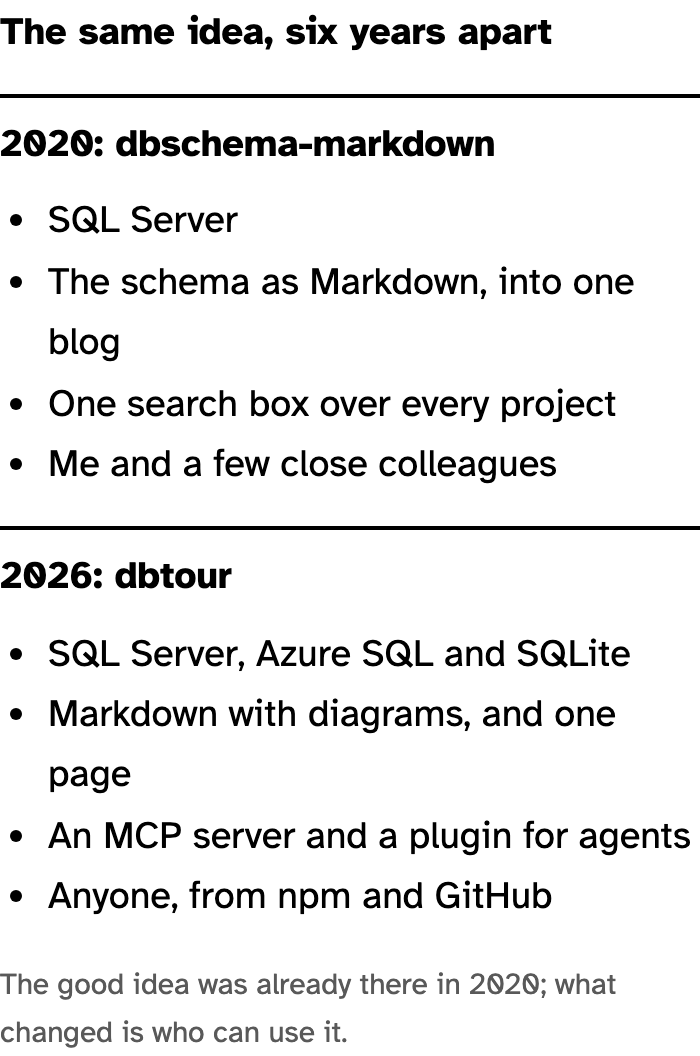 The same idea, six years apart
2020: dbschema-markdown
• SQL Server
• The schema as Markdown, into one
blog
• One search box over every project
• Me and a few close colleagues
2026: dbtour
• SQL Server, Azure SQL and SQLite
• Markdown with diagrams, and one
page
• An MCP server and a plugin for agents
• Anyone, from npm and GitHub
The good idea was already there in 2020; what
changed is who can use it.